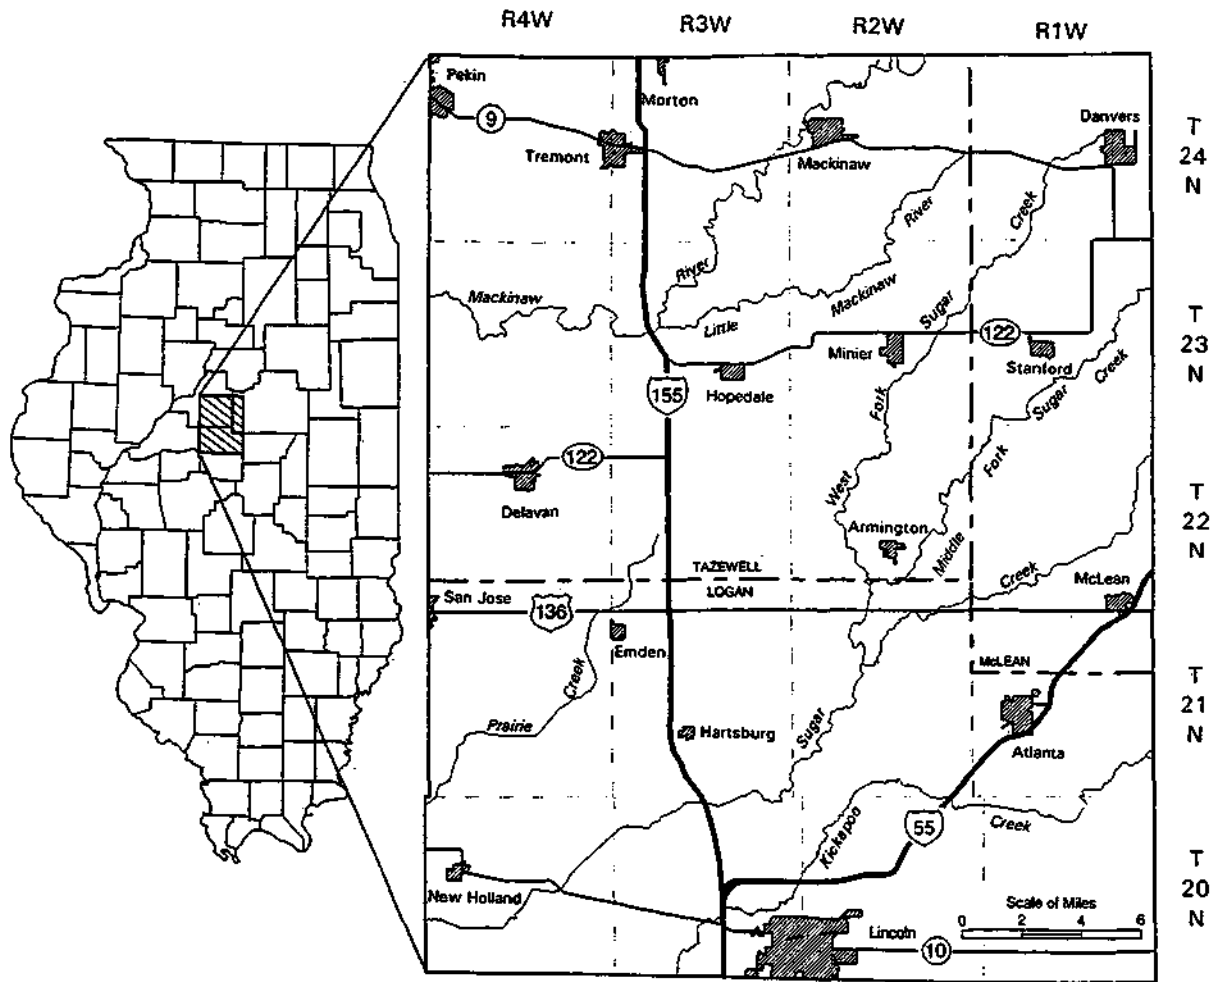 R4W
R3W
R2W
R1W
Pekin
Morton
Danvers
9
Tremont
Mackinaw
T
24
N
River
Creek
River
Mackinaw
Little
Mackinaw
Sugar
122
T
23
N
Minier
Stanford
Creek
Hopedale
155
Sugar
Fork
Fork
122
Delavan
West
T
22
N
Armington
Middle
TAZEWELL
LOGAN
Creek
McLean
San Jose
136
Emden
Creek
McLEAN
T
21
N
Prairie
Hartsburg
Sugar
Atlanta
Kickapoo
55
Creek
T
20
N
New Holland
Scale of Miles
0 2 4 6
Lincoln
10